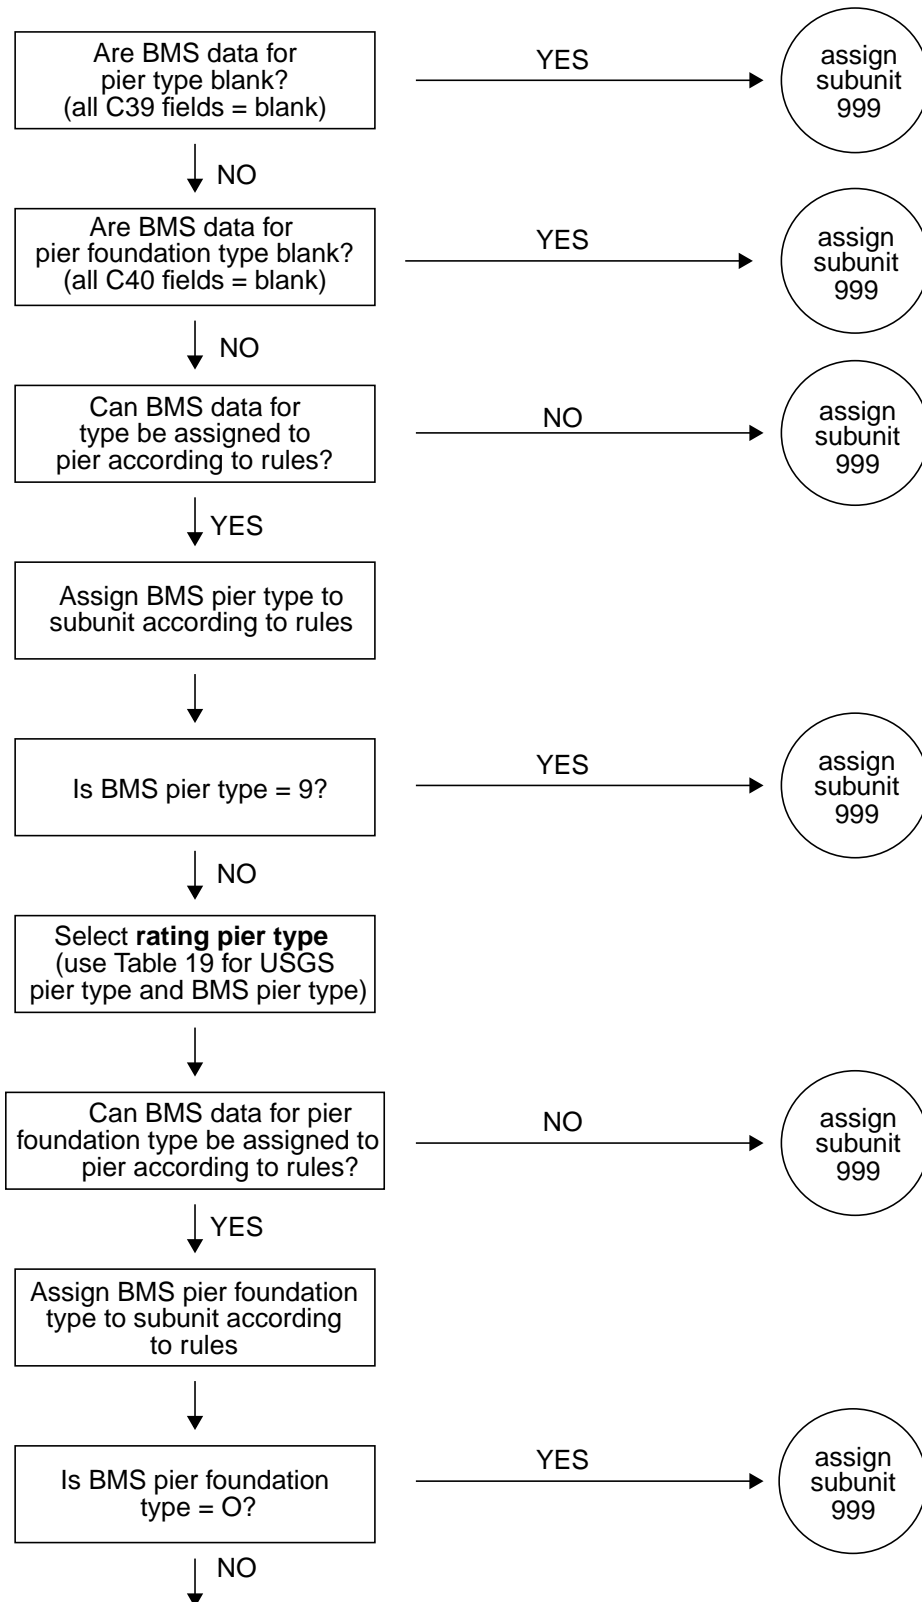 Are BMS data for
pier type blank?
(all C39 fields = blank)
YES
assign
subunit
999
NO
Are BMS data for
pier foundation type blank?
(all C40 fields = blank)
YES
assign
subunit
999
NO
Can BMS data for
type be assigned to
pier according to rules?
NO
assign
subunit
999
YES
Assign BMS pier type to
subunit according to rules
Is BMS pier type = 9?
YES
assign
subunit
999
NO
Select rating pier type
(use Table 19 for USGS
pier type and BMS pier type)
Can BMS data for pier
foundation type be assigned to
pier according to rules?
NO
assign
subunit
999
YES
Assign BMS pier foundation
type to subunit according
to rules
Is BMS pier foundation
type = O?
YES
assign
subunit
999
NO